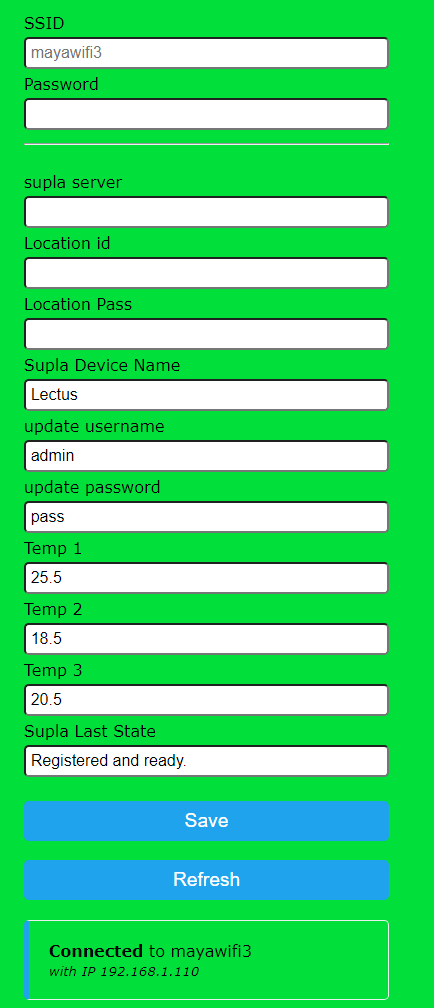 SSID
mayawifi3
Password
supla server
Location id
Location Pass
Supla Device Name
Lectus
update username
admin
update password
pass
Temp 1
25.5
Temp 2
18.5
Temp 3
20.5
Supla Last State
Registered and ready.
Save
Refresh
Connected to mayawifi3
with IP 192.168.1.110